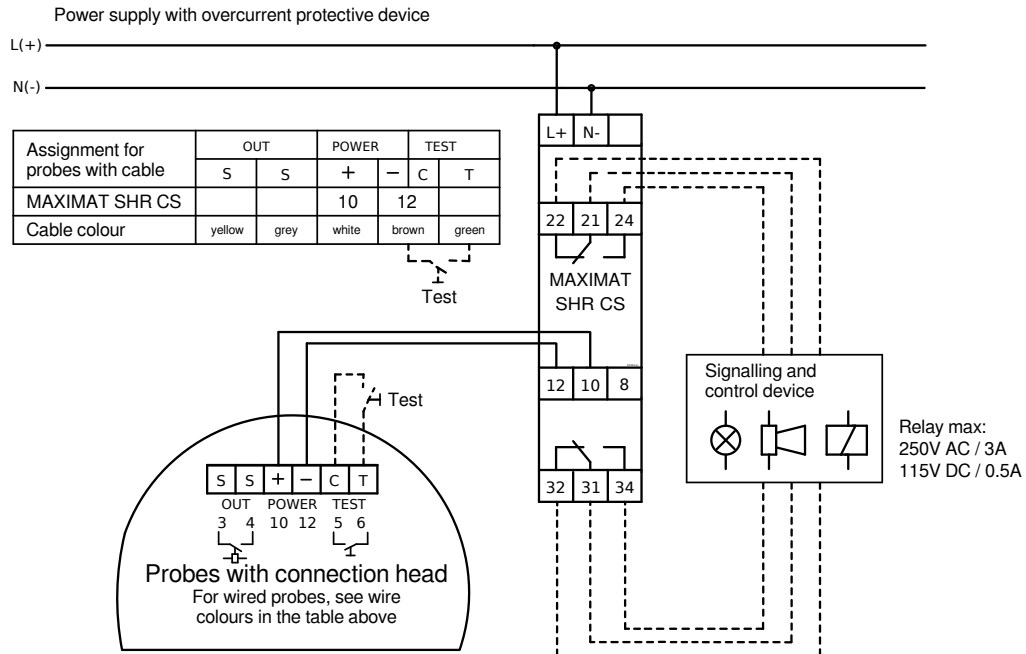 Power supply with overcurrent protective device
L(+)
N(-)
L+ N-
Assignment for probes with cable OUT POWER TEST
S S + − C T
MAXIMAT SHR CS 10 12
Cable colour yellow grey white brown green
Test
22 21 24
MAXIMAT
SHR CS
12 10 8
Signalling and
control device
Relay max:
250V AC / 3A
115V DC / 0.5A
Test
S S + − C T
OUT POWER TEST
3 4 10 12 5 6
32 31 34
Probes with connection head
For wired probes, see wire
colours in the table above